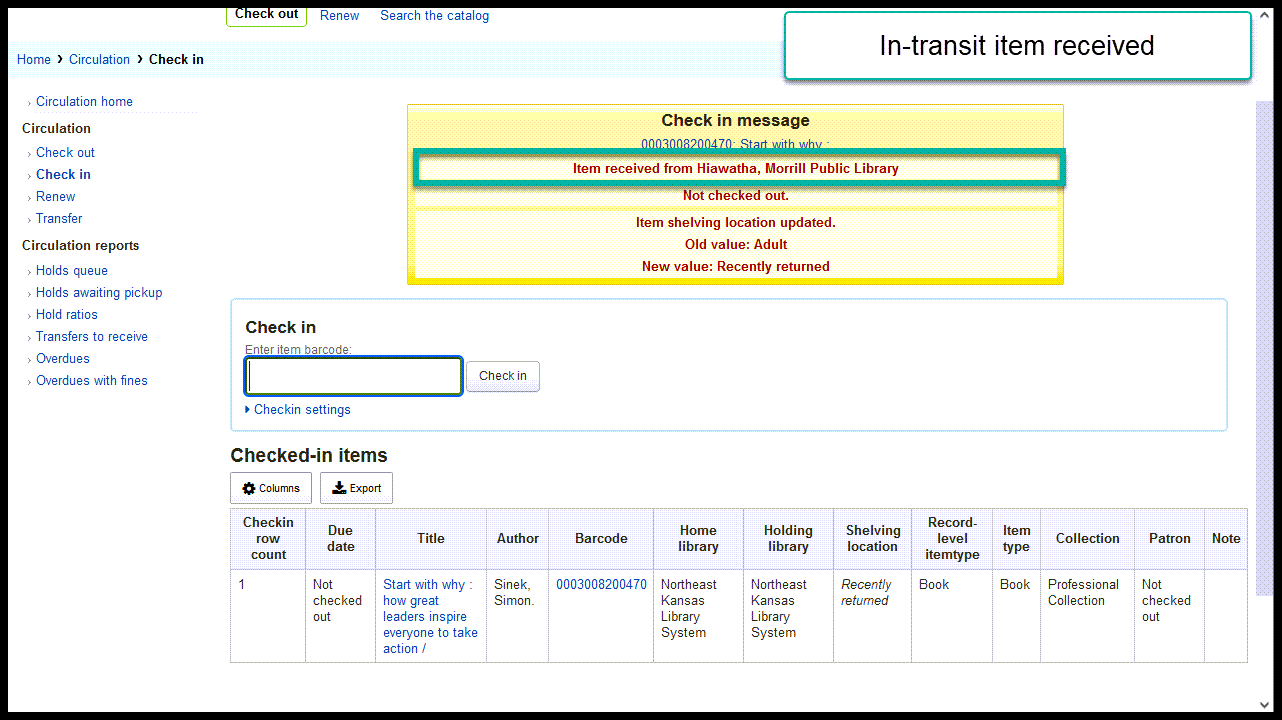 Check out Renew Search the catalog
In-transit item received
Home › Circulation › Check in
› Circulation home
Circulation
› Check out
› Check in
› Renew
› Transfer
Circulation reports
› Holds queue
› Holds awaiting pickup
› Hold ratios
› Transfers to receive
› Overdues
› Overdues with fines
Check in message
0003008200470: Start with why :
Item received from Hiawatha, Morrill Public Library
Not checked out.
Item shelving location updated.
Old value: Adult
New value: Recently returned
Check in
Enter item barcode:
Check in
Checkin settings
Checked-in items
Columns Export
Checkin row count
Due date
Title
Author
Barcode
Home library
Holding library
Shelving location
Record-level itemtype
Item type
Collection
Patron
Note
1
Not checked out
Start with why :
how great
leaders inspire
everyone to take
action /
Sinek,
Simon.
0003008200470
Northeast
Kansas
Library
System
Northeast
Kansas
Library
System
Recently
returned
Book
Book
Professional
Collection
Not
checked
out